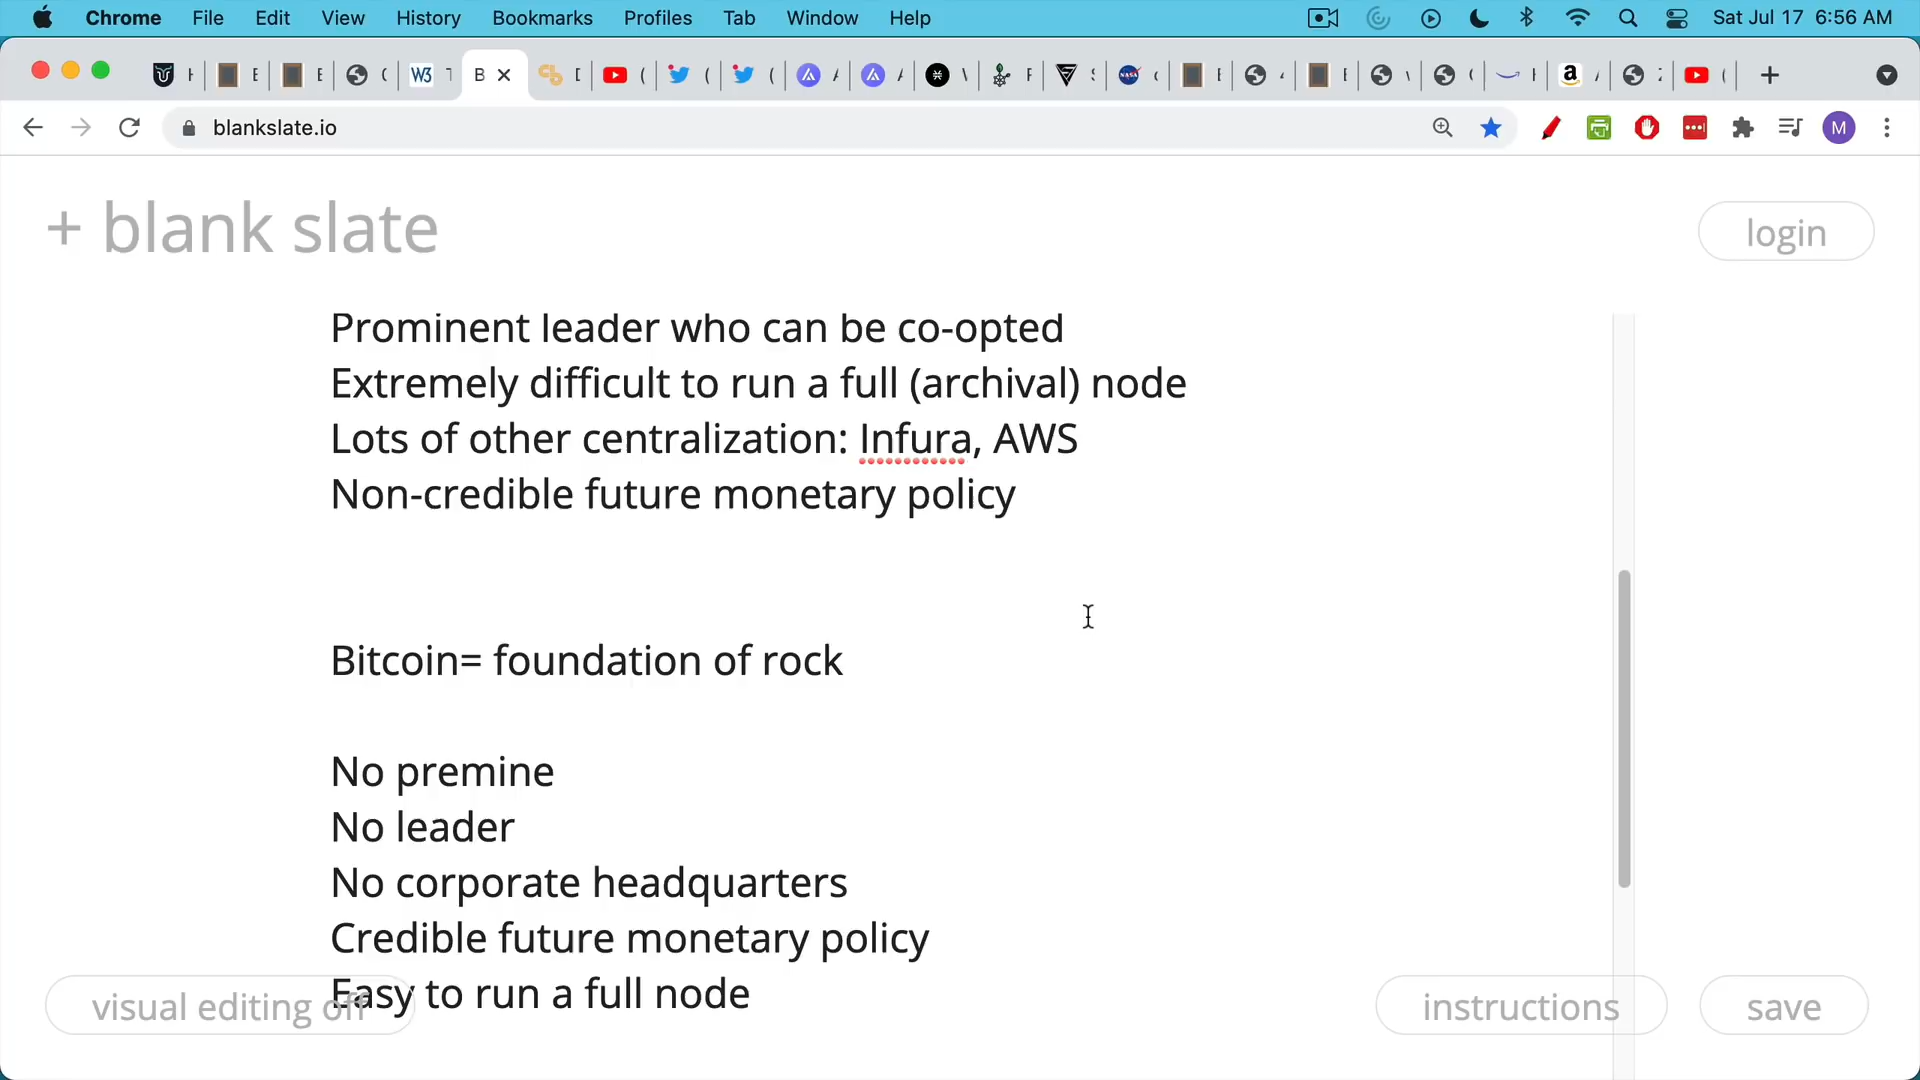 Chrome File Edit View History Bookmarks Profiles Tab Window Help Sat Jul 17 6:56 AM
W3 B a
blankslate.io M
+ blank slate login
Prominent leader who can be co-opted
Extremely difficult to run a full (archival) node
Lots of other centralization: Infura, AWS
Non-credible future monetary policy
Bitcoin= foundation of rock
No premine
No leader
No corporate headquarters
Credible future monetary policy
Easy to run a full node
visual editing off instructions save